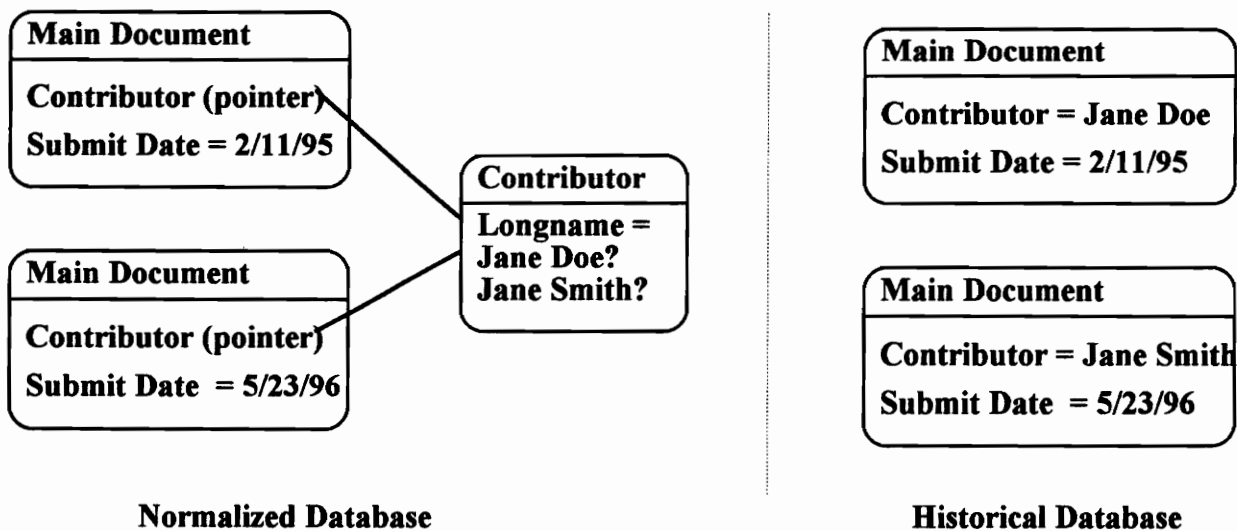 Main Document
Contributor (pointer)
Submit Date = 2/11/95
Main Document
Contributor (pointer)
Submit Date = 5/23/96
Contributor
Longname =
Jane Doe?
Jane Smith?
Normalized Database
Main Document
Contributor = Jane Doe
Submit Date = 2/11/95
Main Document
Contributor = Jane Smith
Submit Date = 5/23/96
Historical Database